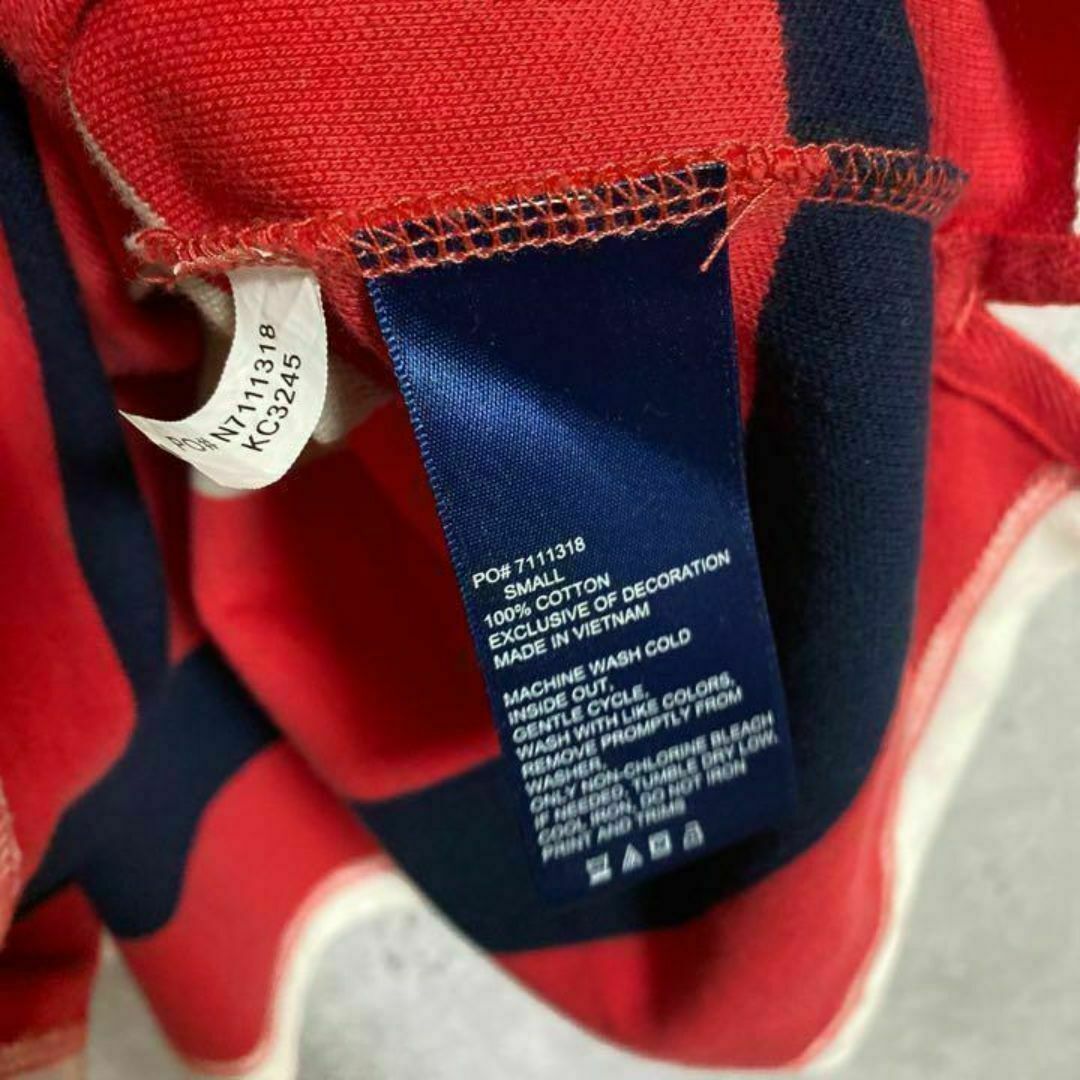 PO# N7111318
KC3245
PO# 7111318
SMALL
100% COTTON
EXCLUSIVE OF DECORATION
MADE IN VIETNAM
MACHINE WASH COLD
INSIDE OUT,
GENTLE CYCLE,
WASH WITH LIKE COLORS,
REMOVE PROMPTLY FROM
WASHER,
ONLY NON-CHLORINE BLEACH
IF NEEDED, TUMBLE DRY LOW,
COOL IRON, DO NOT IRON
PRINT AND TRIMS